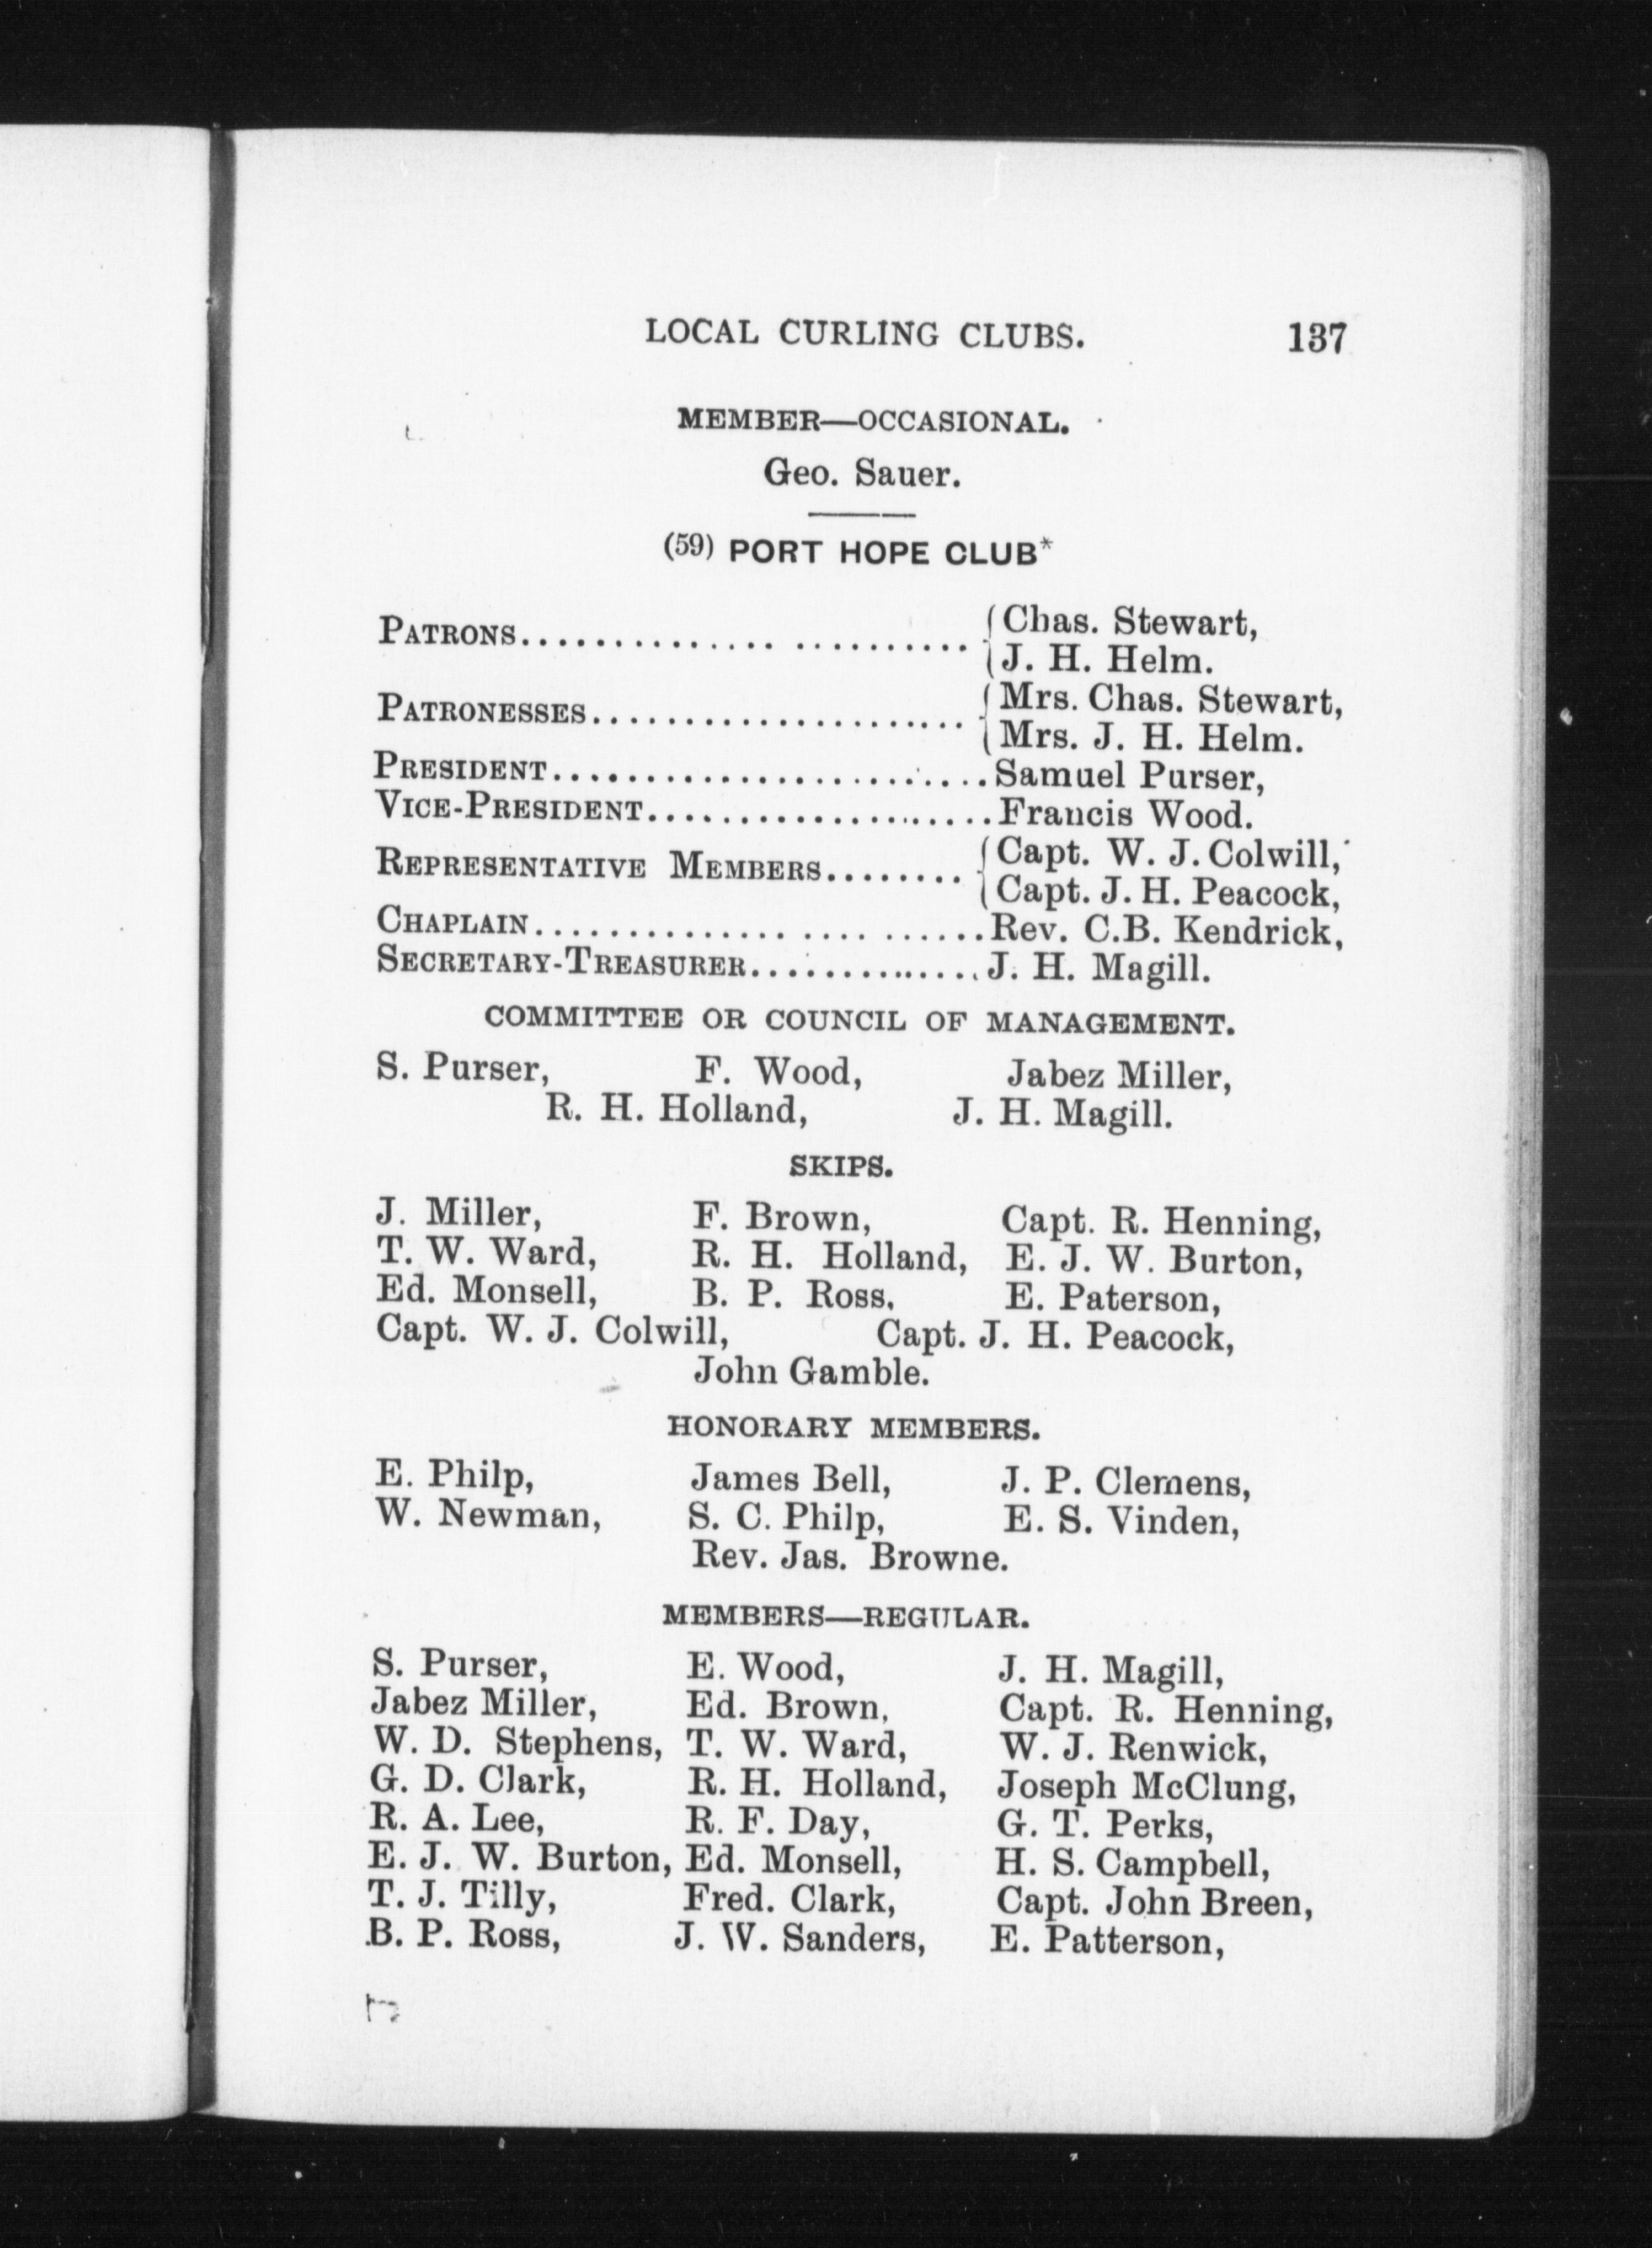 LOCAL CURLING CLUBS. 137
MEMBER—OCCASIONAL.
Geo. Sauer.
(59) PORT HOPE CLUB*
PATRONS........................ {Chas. Stewart,
{J. H. Helm.
PATRONESSES..................... {Mrs. Chas. Stewart,
{Mrs. J. H. Helm.
PRESIDENT........................Samuel Purser,
VICE-PRESIDENT...................Francis Wood.
REPRESENTATIVE MEMBERS........ {Capt. W. J. Colwill,
{Capt. J. H. Peacock,
CHAPLAIN.............. .... ......Rev. C.B. Kendrick,
SECRETARY-TREASURER.............J. H. Magill.
COMMITTEE OR COUNCIL OF MANAGEMENT.
S. Purser, F. Wood, Jabez Miller,
R. H. Holland, J. H. Magill.
SKIPS.
J. Miller, F. Brown, Capt. R. Henning,
T. W. Ward, R. H. Holland, E. J. W. Burton,
Ed. Monsell, B. P. Ross, E. Paterson,
Capt. W. J. Colwill, Capt. J. H. Peacock,
John Gamble.
HONORARY MEMBERS.
E. Philp, James Bell, J. P. Clemens,
W. Newman, S. C. Philp, E. S. Vinden,
Rev. Jas. Browne.
MEMBERS—REGULAR.
S. Purser, E. Wood, J. H. Magill,
Jabez Miller, Ed. Brown, Capt. R. Henning,
W. D. Stephens, T. W. Ward, W. J. Renwick,
G. D. Clark, R. H. Holland, Joseph McClung,
R. A. Lee, R. F. Day, G. T. Perks,
E. J. W. Burton, Ed. Monsell, H. S. Campbell,
T. J. Tilly, Fred. Clark, Capt. John Breen,
B. P. Ross, J. W. Sanders, E. Patterson,